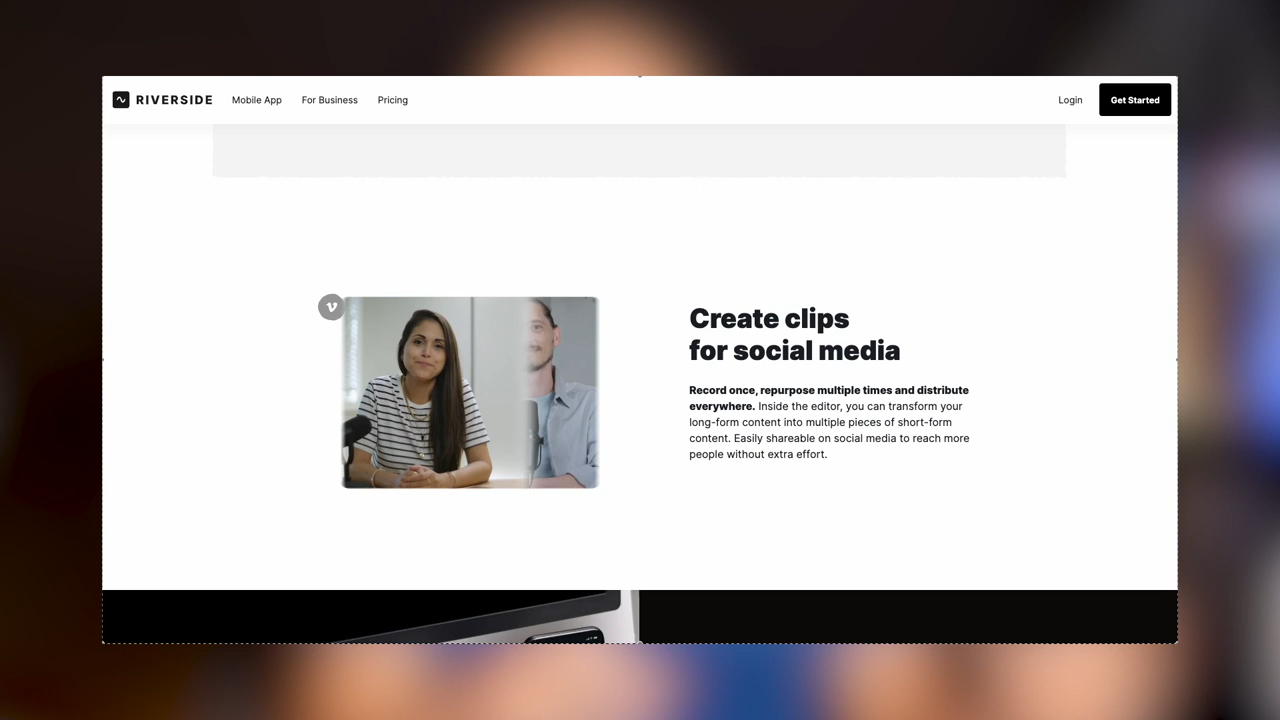 RIVERSIDE
Mobile App
For Business
Pricing
Login
Get Started
Create clips
for social media
Record once, repurpose multiple times and distribute
everywhere. Inside the editor, you can transform your
long-form content into multiple pieces of short-form
content. Easily shareable on social media to reach more
people without extra effort.